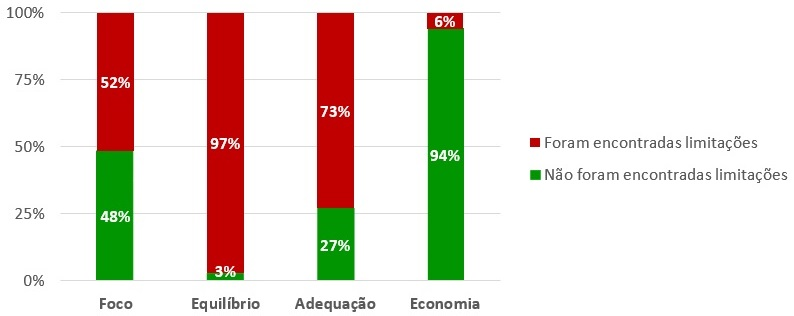 100%
75%
50%
25%
0%
52%
48%
97%
3%
73%
27%
6%
94%
Foco
Equilíbrio
Adequação
Economia
Foram encontradas limitações
Não foram encontradas limitações